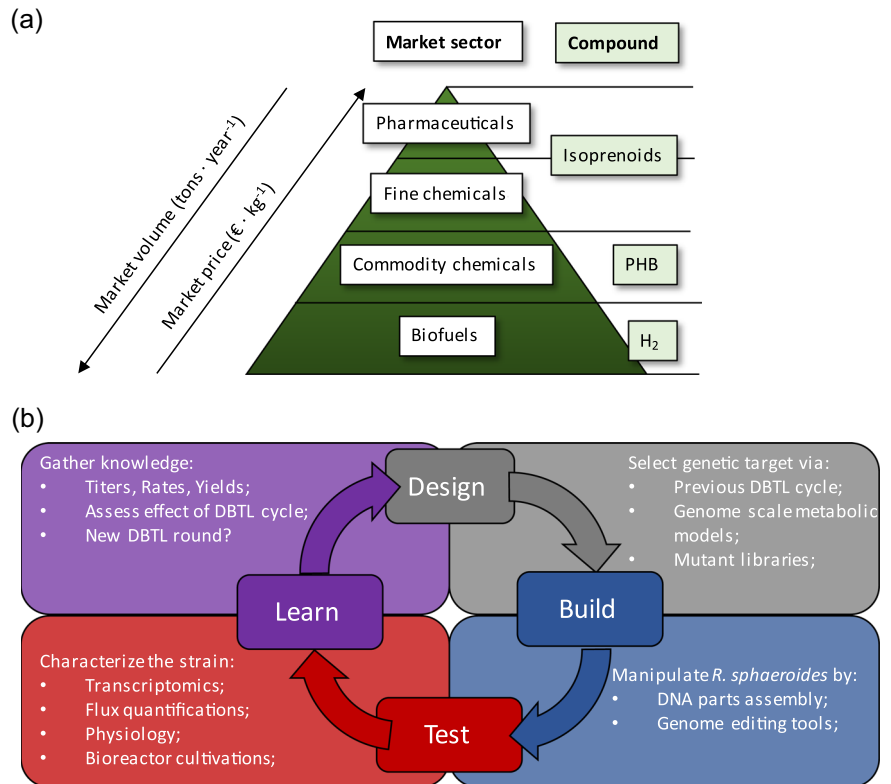 (a)
Market sector
Compound
Market volume (tons · year⁻¹)
Market price (€ · kg⁻¹)
Pharmaceuticals
Isoprenoids
Fine chemicals
Commodity chemicals
PHB
Biofuels
H₂
(b)
Gather knowledge:
• Titers, Rates, Yields;
• Assess effect of DBTL cycle;
• New DBTL round?
Design
Select genetic target via:
• Previous DBTL cycle;
• Genome scale metabolic
models;
• Mutant libraries;
Learn
Build
Characterize the strain:
• Transcriptomics;
• Flux quantifications;
• Physiology;
• Bioreactor cultivations;
Test
Manipulate R. sphaeroides by:
• DNA parts assembly;
• Genome editing tools;